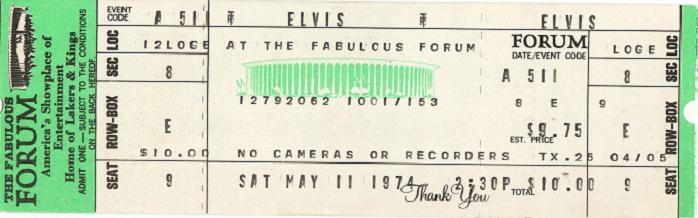 THE FABULOUS
FORUM
America's Showplace of
Entertainment
Home of Lakers & Kings
ADMIT ONE—SUBJECT TO THE CONDITIONS
ON THE BACK HEREOF
EVENT CODE A 511 ELVIS ELVIS
SEC LOC 12LOGE AT THE FABULOUS FORUM FORUM LOGE SEC LOC
DATE/EVENT CODE
8 A 511 8
12792062 1001/153 8 E 9
ROW-BOX E EST. PRICE $9.75 E ROW-BOX
$10.00 NO CAMERAS OR RECORDERS TX.25 04/05
SEAT 9 SAT MAY 11 1974 2:30P TOTAL $10.00 9 SEAT
Thank You